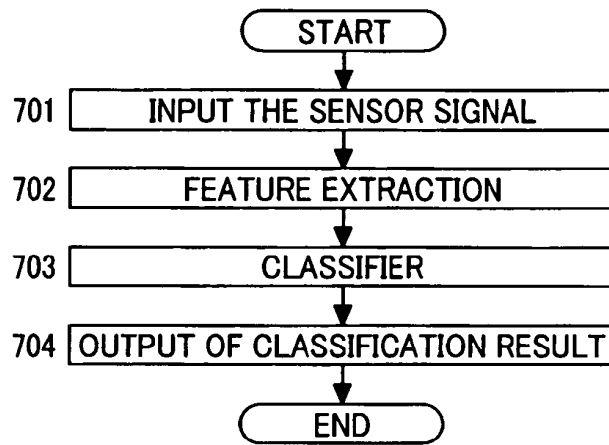 START
701 INPUT THE SENSOR SIGNAL
702 FEATURE EXTRACTION
703 CLASSIFIER
704 OUTPUT OF CLASSIFICATION RESULT
END